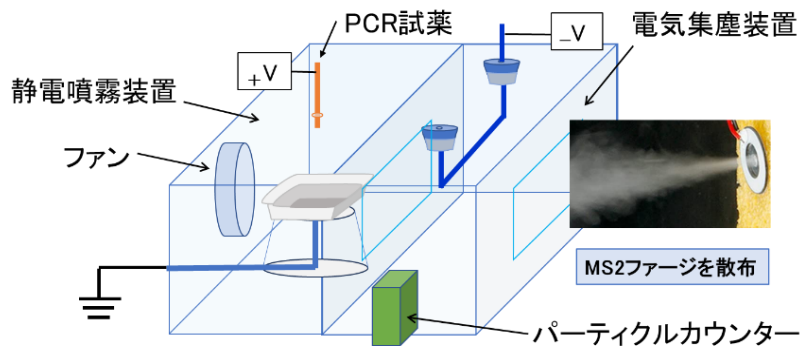 PCR試薬
電気集塵装置
+V
–V
静電噴霧装置
ファン
MS2ファージを散布
パーティクルカウンター